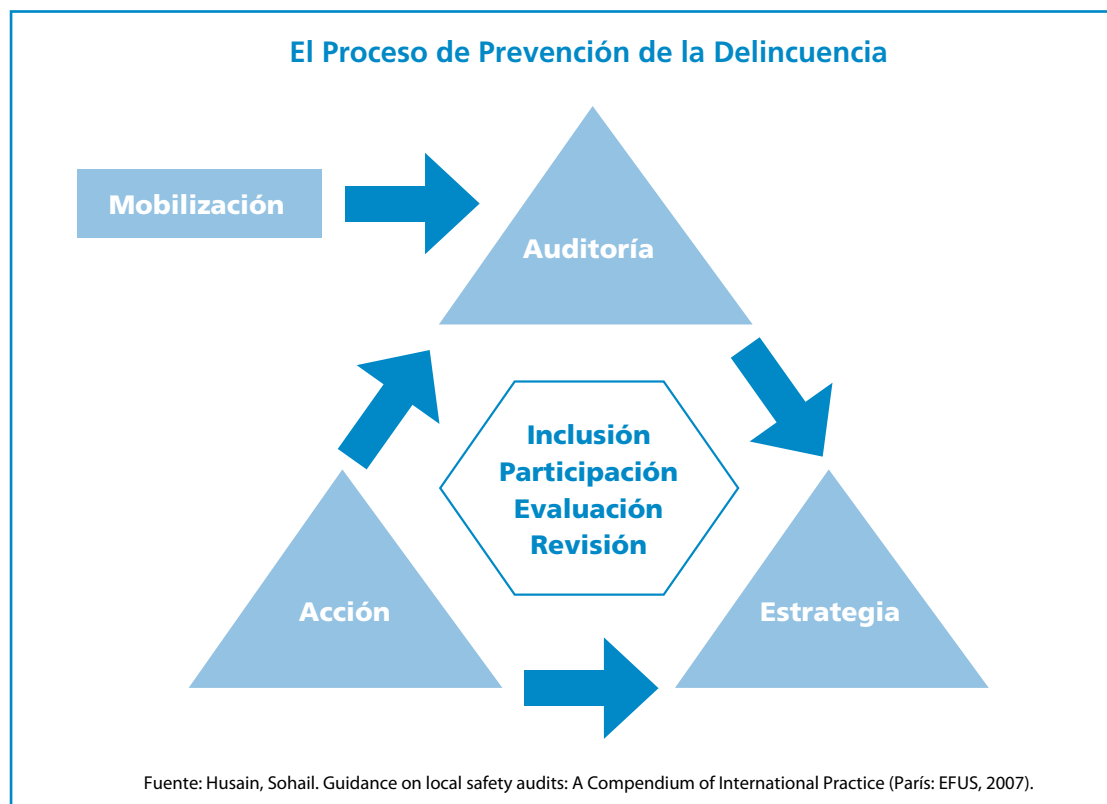 El Proceso de Prevención de la Delincuencia
Mobilización
Auditoría
Inclusión
Participación
Evaluación
Revisión
Acción
Estrategia
Fuente: Husain, Sohail. Guidance on local safety audits: A Compendium of International Practice (París: EFUS, 2007).